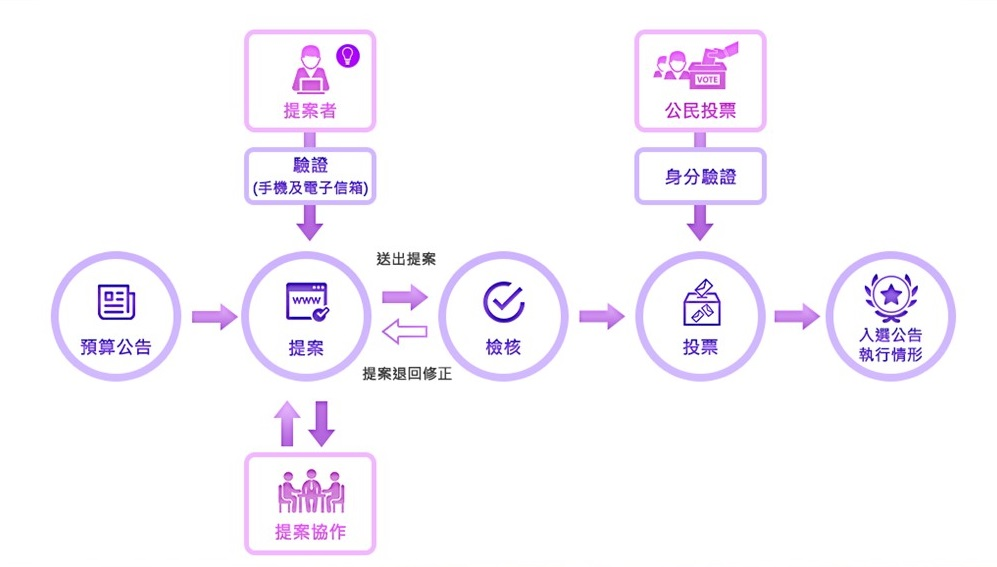 提案者
VOTE
公民投票
驗證
(手機及電子信箱)
身分驗證
送出提案
預算公告
www
提案
檢核
投票
入選公告
執行情形
提案退回修正
提案協作